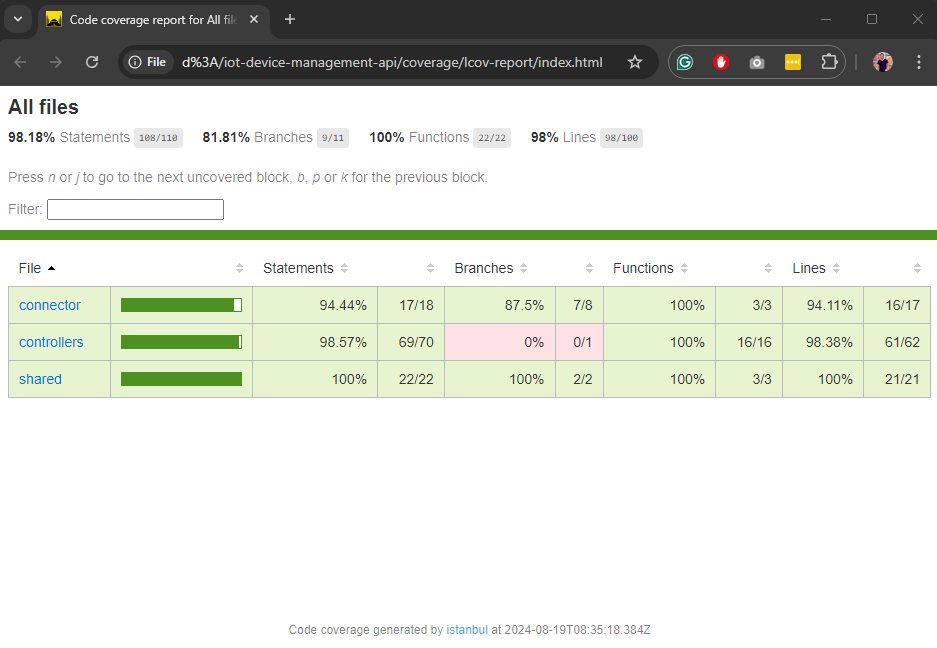 Code coverage report for All file
File d%3A/iot-device-management-api/coverage/lcov-report/index.html
All files
98.18% Statements 108/110 81.81% Branches 9/11 100% Functions 22/22 98% Lines 98/100
Press n or j to go to the next uncovered block, b, p or k for the previous block.
Filter:
File Statements Branches Functions Lines
connector 94.44% 17/18 87.5% 7/8 100% 3/3 94.11% 16/17
controllers 98.57% 69/70 0% 0/1 100% 16/16 98.38% 61/62
shared 100% 22/22 100% 2/2 100% 3/3 100% 21/21
Code coverage generated by istanbul at 2024-08-19T08:35:18.384Z